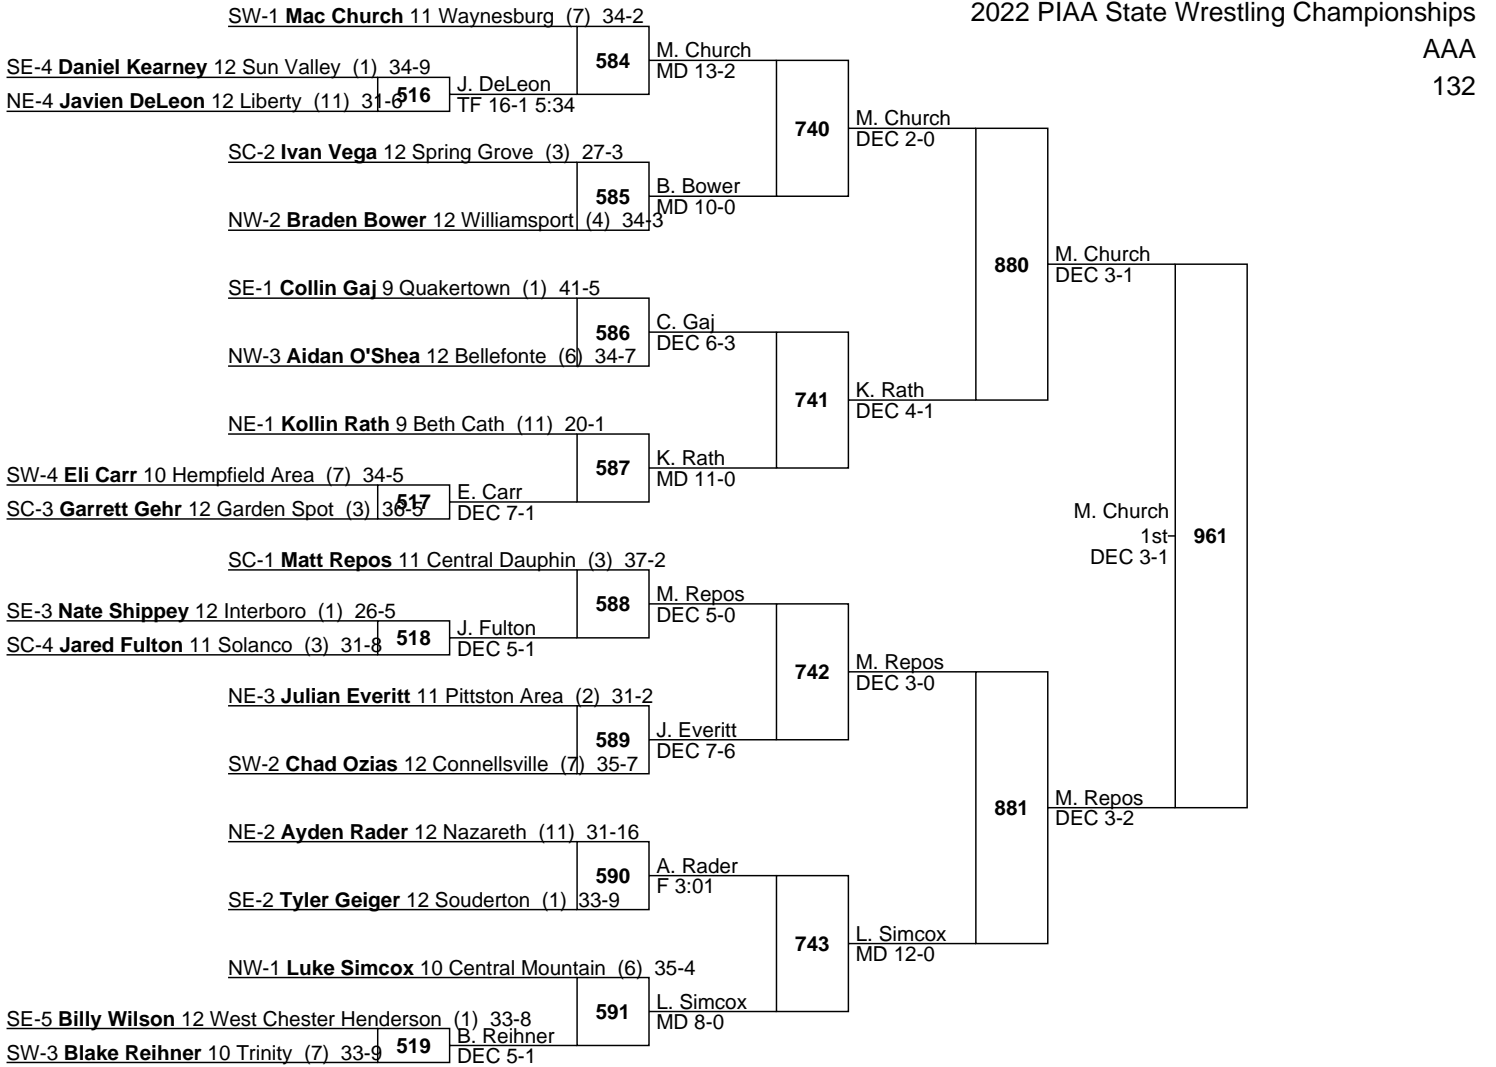 2022 PIAA State Wrestling Championships
AAA
132
SW-1 Mac Church 11 Waynesburg (7) 34-2
584
M. Church
MD 13-2
SE-4 Daniel Kearney 12 Sun Valley (1) 34-9
NE-4 Javien DeLeon 12 Liberty (11) 31-6
516
J. DeLeon
TF 16-1 5:34
740
M. Church
DEC 2-0
SC-2 Ivan Vega 12 Spring Grove (3) 27-3
585
B. Bower
MD 10-0
NW-2 Braden Bower 12 Williamsport (4) 34-3
880
M. Church
DEC 3-1
SE-1 Collin Gaj 9 Quakertown (1) 41-5
586
C. Gaj
DEC 6-3
NW-3 Aidan O'Shea 12 Bellefonte (6) 34-7
741
K. Rath
DEC 4-1
NE-1 Kollin Rath 9 Beth Cath (11) 20-1
587
K. Rath
MD 11-0
SW-4 Eli Carr 10 Hempfield Area (7) 34-5
SC-3 Garrett Gehr 12 Garden Spot (3) 36-5
517
E. Carr
DEC 7-1
M. Church
1st
DEC 3-1
961
SC-1 Matt Repos 11 Central Dauphin (3) 37-2
588
M. Repos
DEC 5-0
SE-3 Nate Shippey 12 Interboro (1) 26-5
SC-4 Jared Fulton 11 Solanco (3) 31-8
518
J. Fulton
DEC 5-1
742
M. Repos
DEC 3-0
NE-3 Julian Everitt 11 Pittston Area (2) 31-2
589
J. Everitt
DEC 7-6
SW-2 Chad Ozias 12 Connellsville (7) 35-7
881
M. Repos
DEC 3-2
NE-2 Ayden Rader 12 Nazareth (11) 31-16
590
A. Rader
F 3:01
SE-2 Tyler Geiger 12 Souderton (1) 33-9
743
L. Simcox
MD 12-0
NW-1 Luke Simcox 10 Central Mountain (6) 35-4
591
L. Simcox
MD 8-0
SE-5 Billy Wilson 12 West Chester Henderson (1) 33-8
SW-3 Blake Reihner 10 Trinity (7) 33-9
519
B. Reihner
DEC 5-1